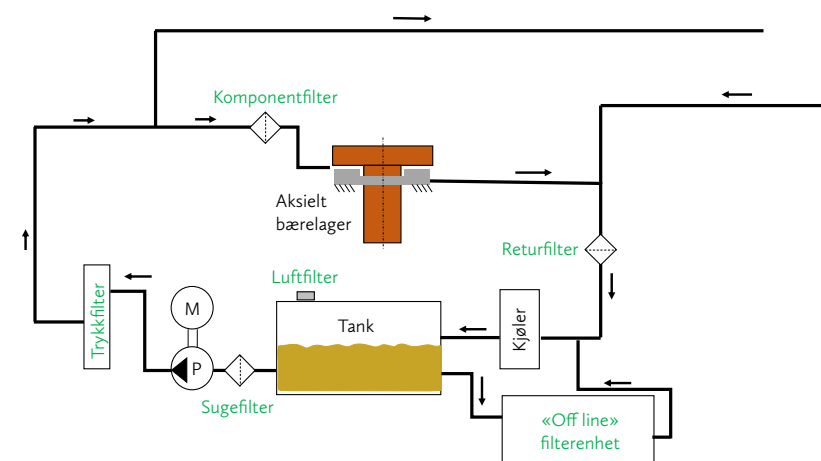 Komponentfilter
Aksielt
bærelager
Returfilter
Luftfilter
Trykkfilter
M
Tank
Kjøler
P
Sugefilter
«Off line»
filterenhet